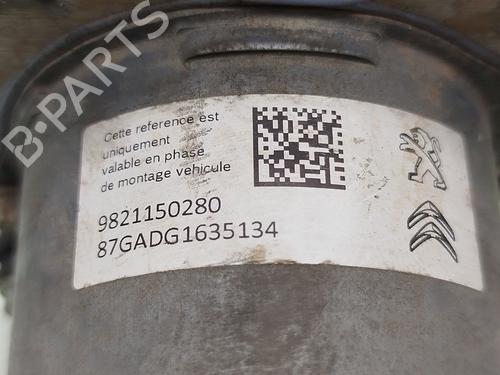 B-PARTS
Cette reference est
uniquement
valable en phase
de montage vehicule
9821150280
87GADG1635134